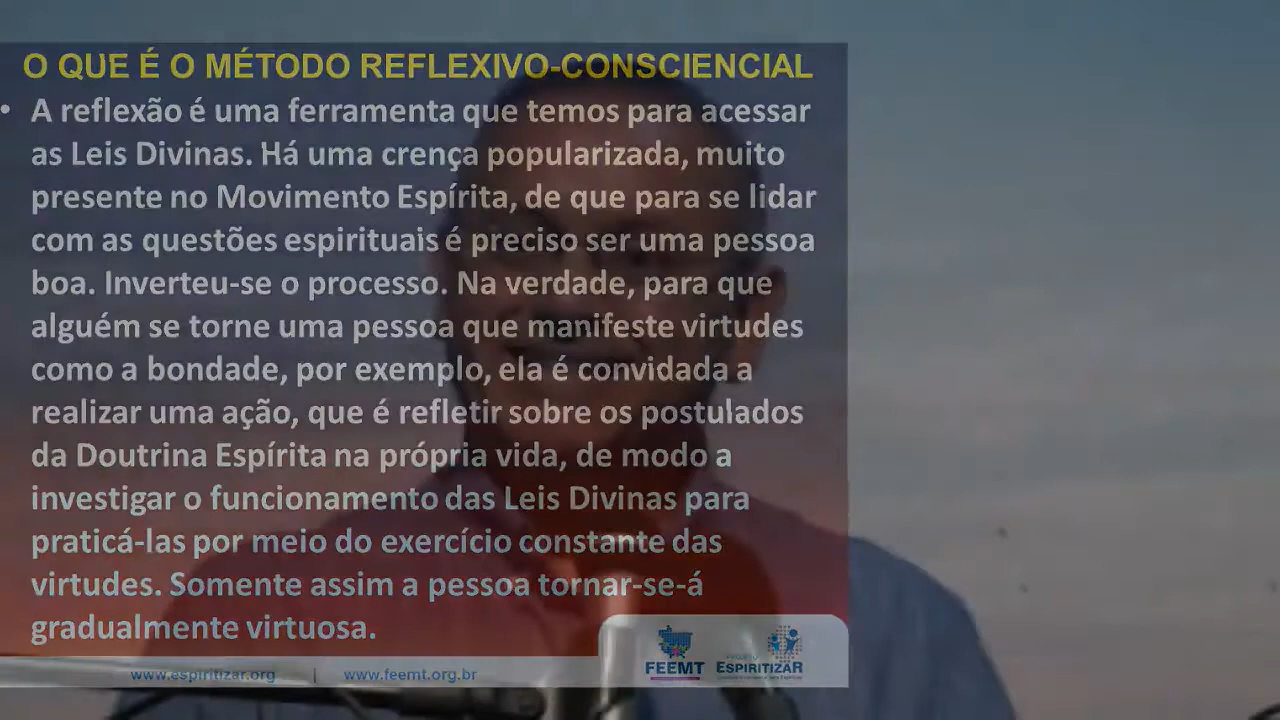 O QUE É O MÉTODO REFLEXIVO-CONSCIENCIAL
• A reflexão é uma ferramenta que temos para acessar
as Leis Divinas. Há uma crença popularizada, muito
presente no Movimento Espírita, de que para se lidar
com as questões espirituais é preciso ser uma pessoa
boa. Inverteu-se o processo. Na verdade, para que
alguém se torne uma pessoa que manifeste virtudes
como a bondade, por exemplo, ela é convidada a
realizar uma ação, que é refletir sobre os postulados
da Doutrina Espírita na própria vida, de modo a
investigar o funcionamento das Leis Divinas para
praticá-las por meio do exercício constante das
virtudes. Somente assim a pessoa tornar-se-á
gradualmente virtuosa.
www.espiritizar.org | www.feemt.org.br
FEEMT
PROJETO
ESPIRITIZAR